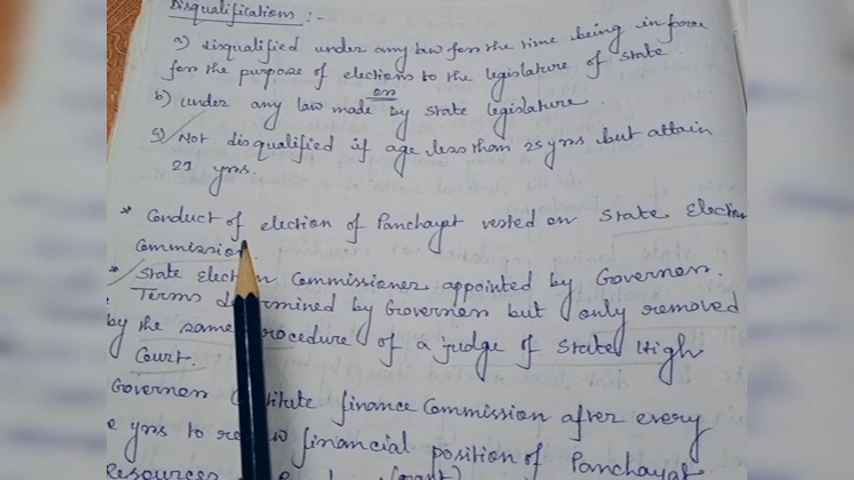 Disqualifications :-
a) disqualified under any law for the time being in force
for the purpose of elections to the legislature of state
or
b) under any law made by state legislature
c) Not disqualified if age less than 25 yrs but attain
21 yrs.
* Conduct of election of Panchayat vested on State Election
Commission.
* State Election Commissioner appointed by Governor.
Terms determined by Governor but only removed
by the same procedure of a judge of State High
Court.
Governor constitute finance Commission after every
yrs to review financial position of Panchayat
Resources